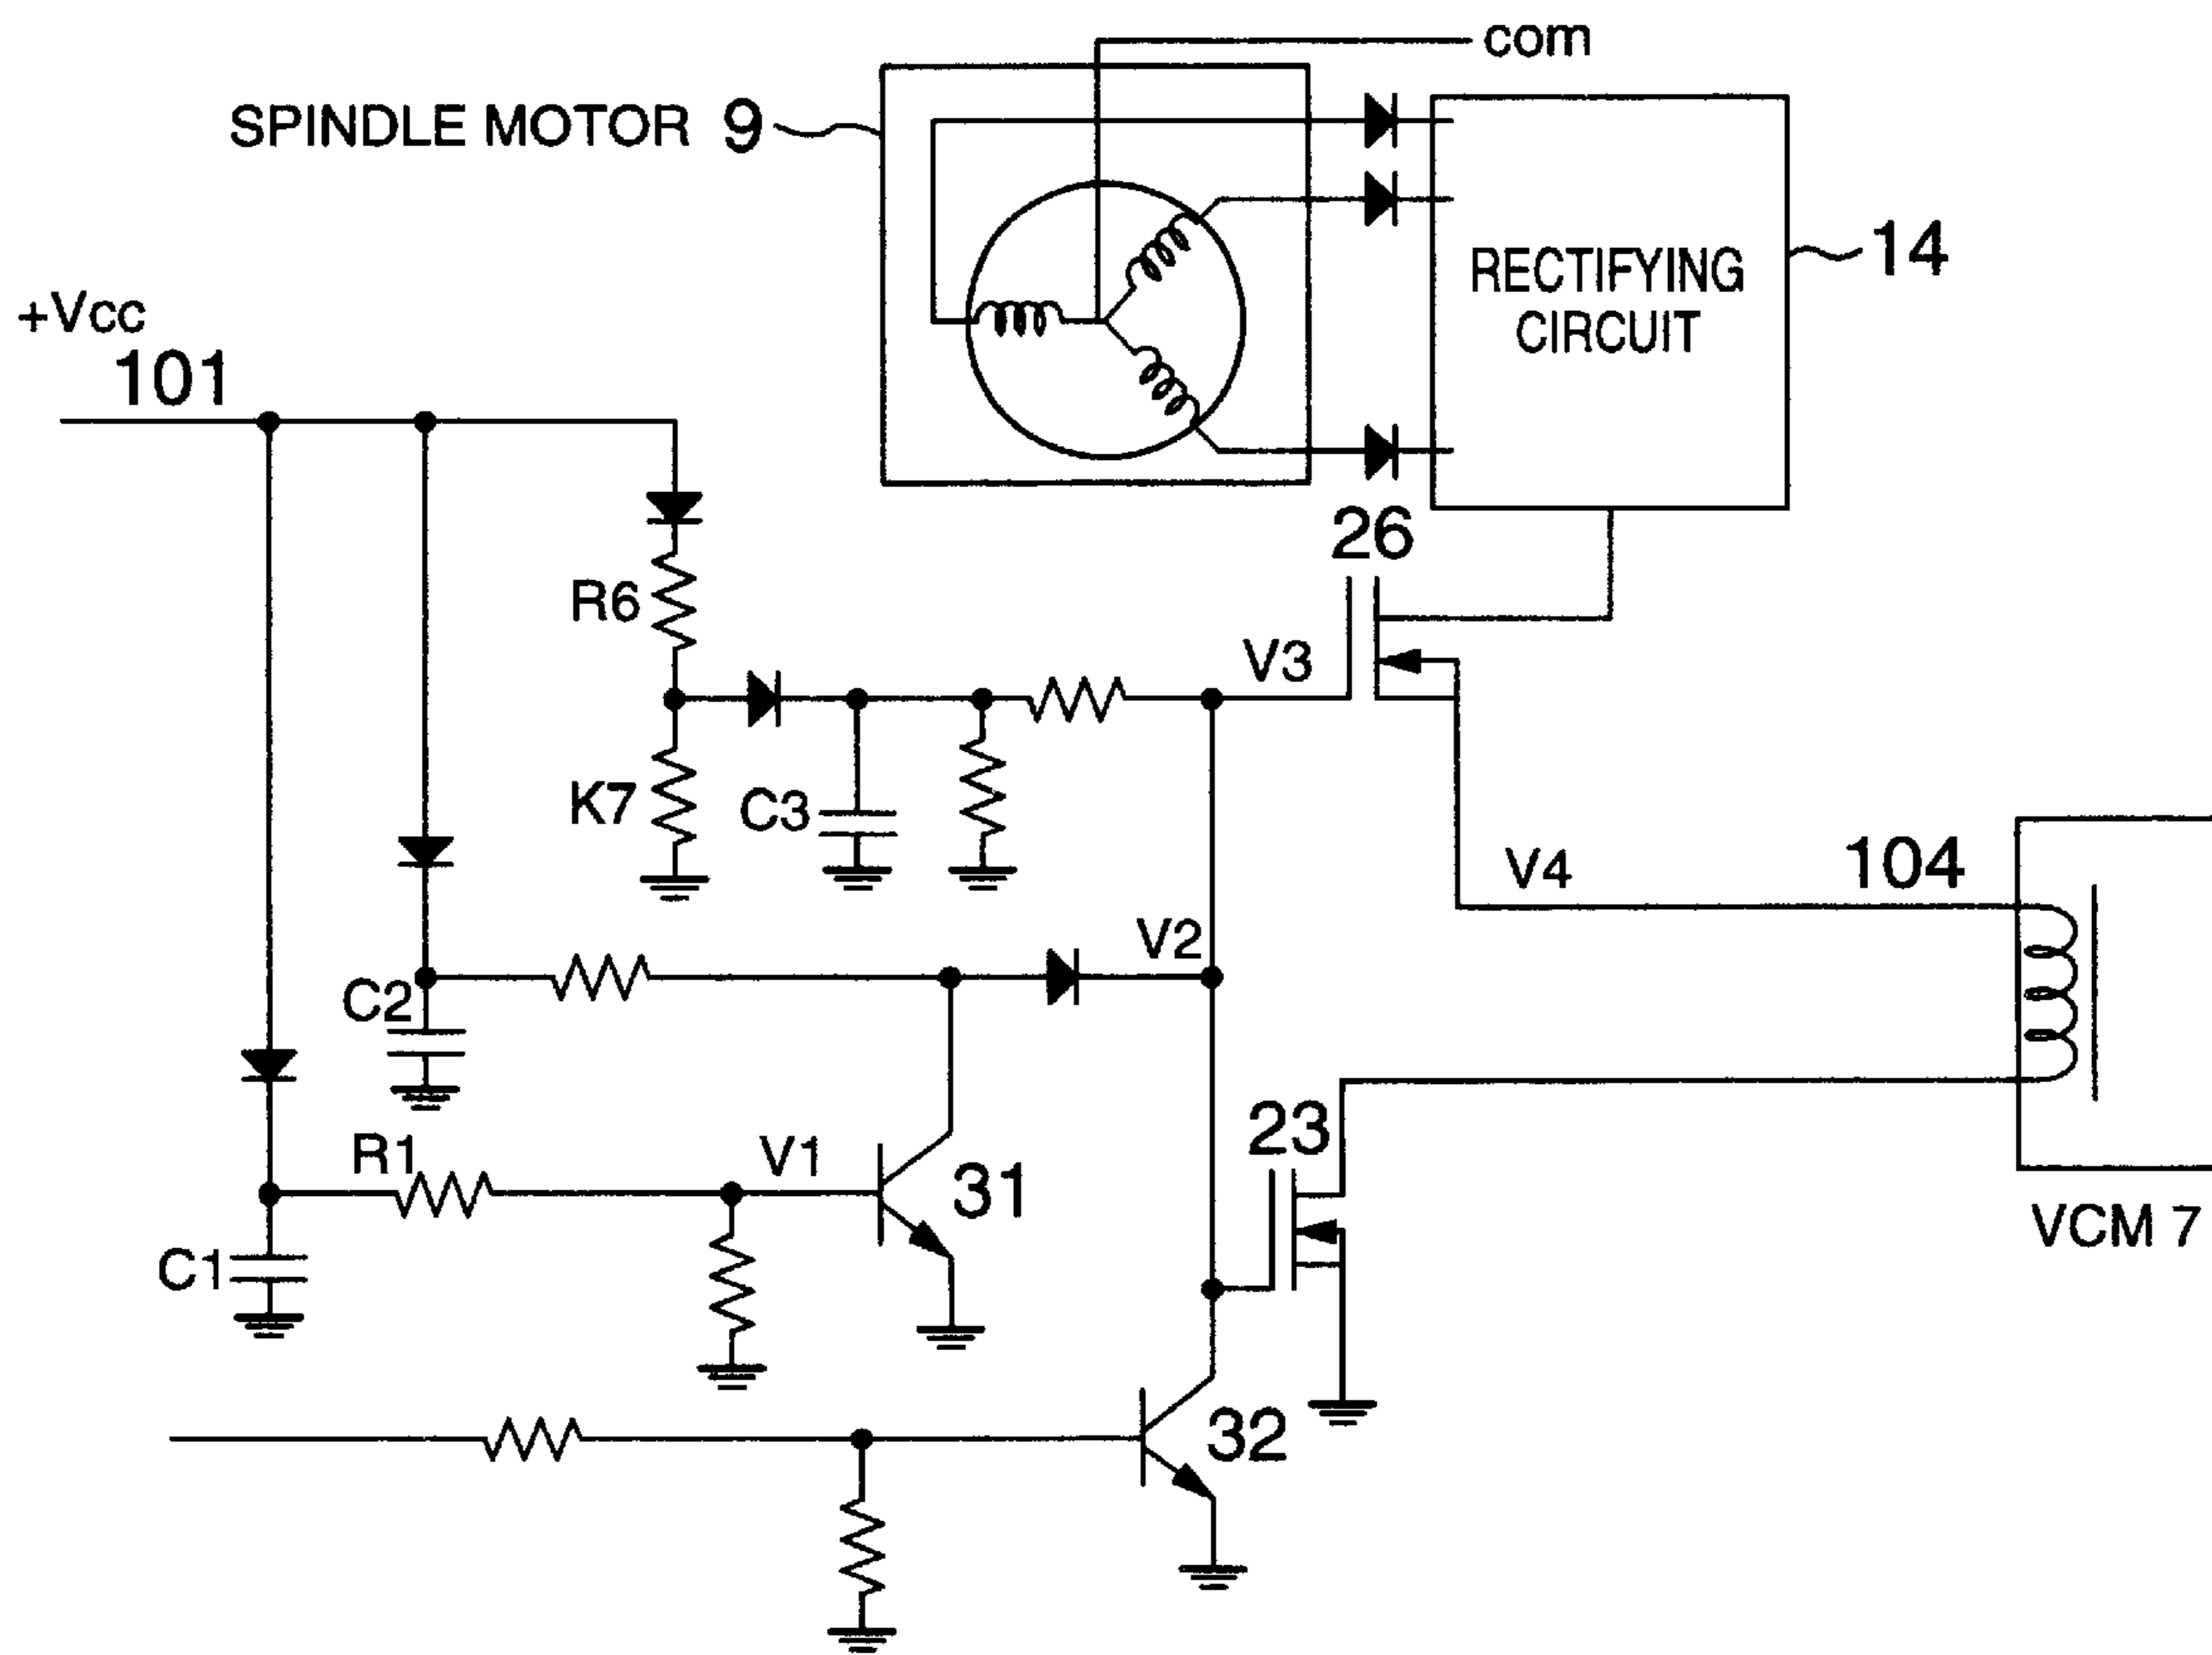 com
SPINDLE MOTOR 9
14
RECTIFYING
CIRCUIT
+Vcc
101
26
R6
V3
K7
C3
V4
104
V2
C2
23
R1
V1
31
C1
VCM 7
32